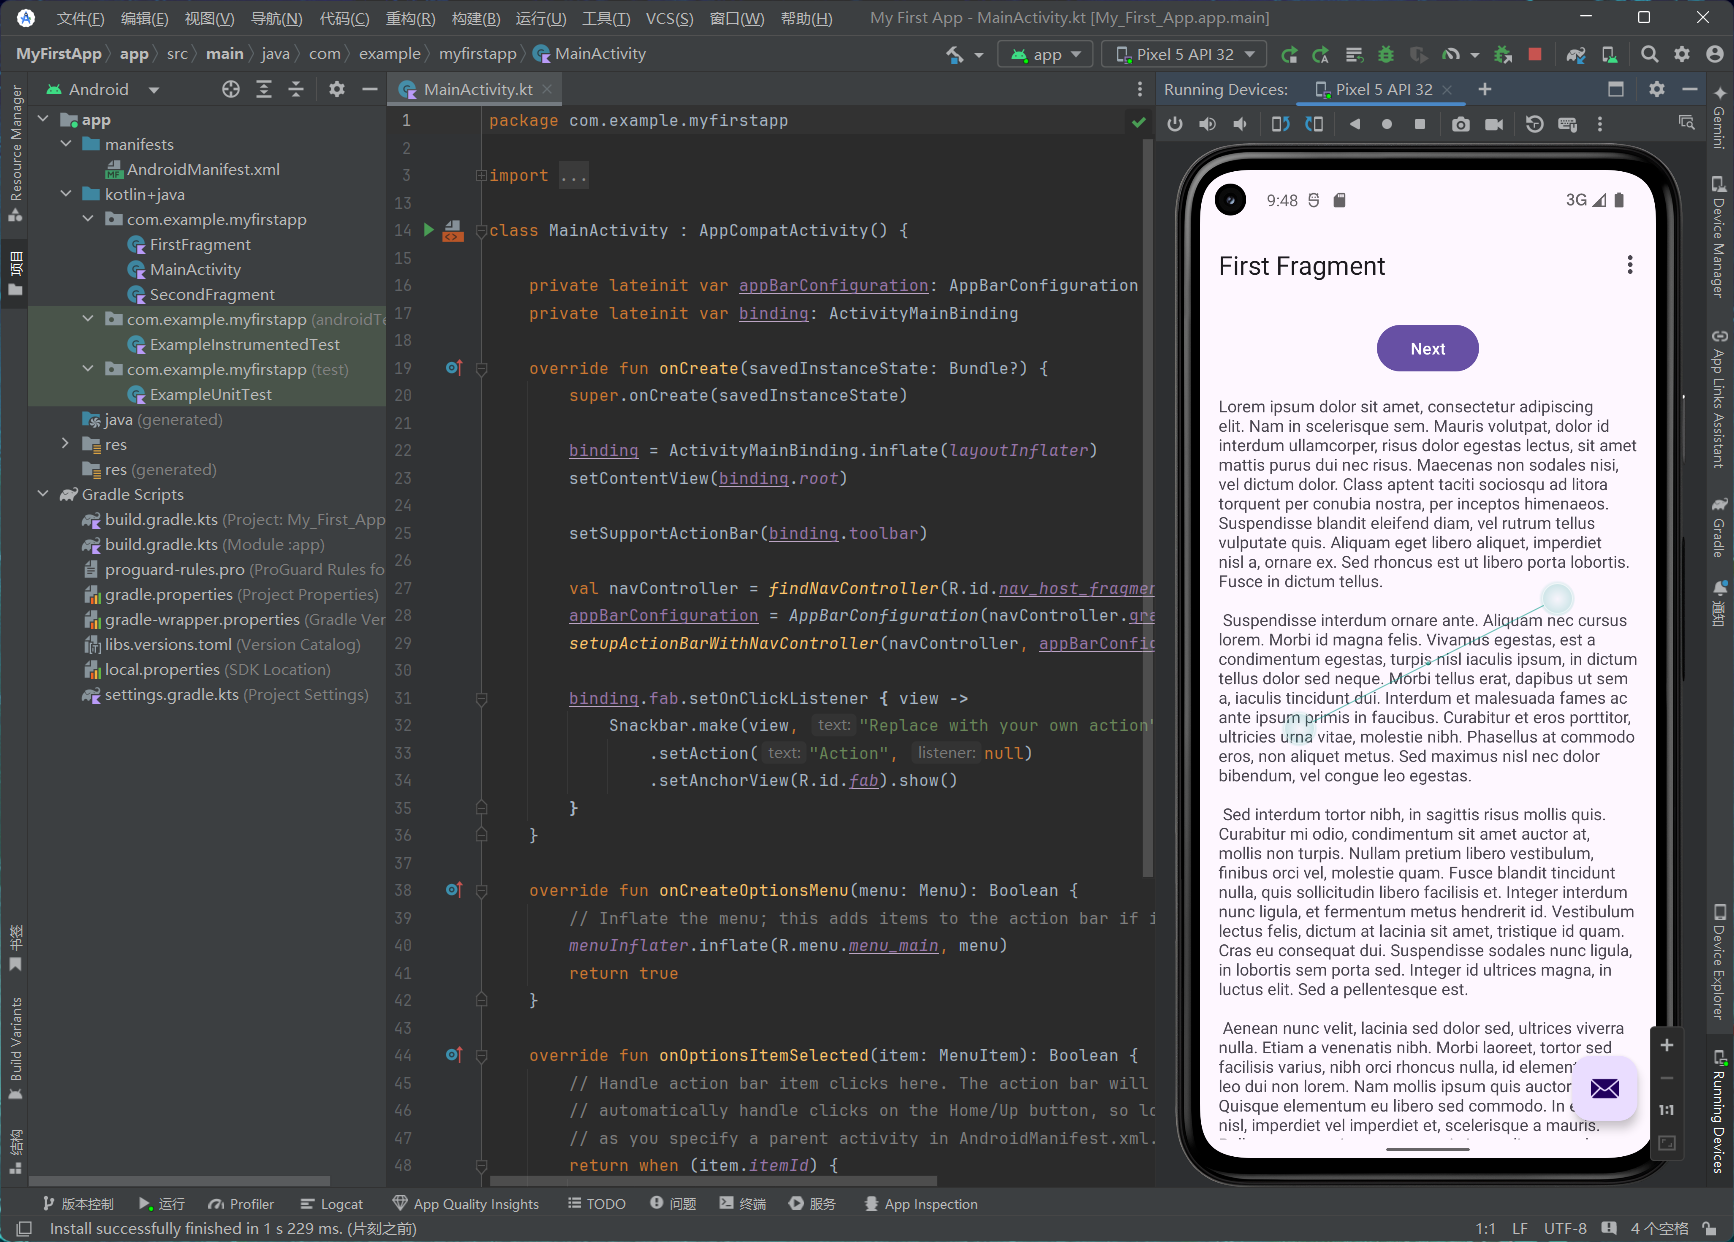 文件(F) 编辑(E) 视图(V) 导航(N) 代码(C) 重构(R) 构建(B) 运行(U) 工具(T) VCS(S) 窗口(W) 帮助(H) My First App - MainActivity.kt [My_First_App.app.main]
MyFirstApp app src main java com example myfirstapp MainActivity app Pixel 5 API 32
Android
Resource Manager
项目
书签
Build Variants
结构
app
manifests
AndroidManifest.xml
kotlin+java
com.example.myfirstapp
FirstFragment
MainActivity
SecondFragment
com.example.myfirstapp (androidTe
ExampleInstrumentedTest
com.example.myfirstapp (test)
ExampleUnitTest
java (generated)
res
res (generated)
Gradle Scripts
build.gradle.kts (Project: My_First_App
build.gradle.kts (Module :app)
proguard-rules.pro (ProGuard Rules fo
gradle.properties (Project Properties)
gradle-wrapper.properties (Gradle Ver
libs.versions.toml (Version Catalog)
local.properties (SDK Location)
settings.gradle.kts (Project Settings)
MainActivity.kt
1 package com.example.myfirstapp
2
3 import ...
13
14 class MainActivity : AppCompatActivity() {
15
16 private lateinit var appBarConfiguration: AppBarConfiguration
17 private lateinit var binding: ActivityMainBinding
18
19 override fun onCreate(savedInstanceState: Bundle?) {
20 super.onCreate(savedInstanceState)
21
22 binding = ActivityMainBinding.inflate(layoutInflater)
23 setContentView(binding.root)
24
25 setSupportActionBar(binding.toolbar)
26
27 val navController = findNavController(R.id.nav_host_fragmen
28 appBarConfiguration = AppBarConfiguration(navController.gra
29 setupActionBarWithNavController(navController, appBarConfig
30
31 binding.fab.setOnClickListener { view ->
32 Snackbar.make(view, text: "Replace with your own action"
33 .setAction( text: "Action", listener: null)
34 .setAnchorView(R.id.fab).show()
35 }
36 }
37
38 override fun onCreateOptionsMenu(menu: Menu): Boolean {
39 // Inflate the menu; this adds items to the action bar if i
40 menuInflater.inflate(R.menu.menu_main, menu)
41 return true
42 }
43
44 override fun onOptionsItemSelected(item: MenuItem): Boolean {
45 // Handle action bar item clicks here. The action bar will
46 // automatically handle clicks on the Home/Up button, so lo
47 // as you specify a parent activity in AndroidManifest.xml.
48 return when (item.itemId) {
Running Devices: Pixel 5 API 32
9:48 3G
First Fragment
Next
Lorem ipsum dolor sit amet, consectetur adipiscing
elit. Nam in scelerisque sem. Mauris volutpat, dolor id
interdum ullamcorper, risus dolor egestas lectus, sit amet
mattis purus dui nec risus. Maecenas non sodales nisi,
vel dictum dolor. Class aptent taciti sociosqu ad litora
torquent per conubia nostra, per inceptos himenaeos.
Suspendisse blandit eleifend diam, vel rutrum tellus
vulputate quis. Aliquam eget libero aliquet, imperdiet
nisl a, ornare ex. Sed rhoncus est ut libero porta lobortis.
Fusce in dictum tellus.
Suspendisse interdum ornare ante. Aliquam nec cursus
lorem. Morbi id magna felis. Vivamus egestas, est a
condimentum egestas, turpis nisl iaculis ipsum, in dictum
tellus dolor sed neque. Morbi tellus erat, dapibus ut sem
a, iaculis tincidunt dui. Interdum et malesuada fames ac
ante ipsum primis in faucibus. Curabitur et eros porttitor,
ultricies urna vitae, molestie nibh. Phasellus at commodo
eros, non aliquet metus. Sed maximus nisl nec dolor
bibendum, vel congue leo egestas.
Sed interdum tortor nibh, in sagittis risus mollis quis.
Curabitur mi odio, condimentum sit amet auctor at,
mollis non turpis. Nullam pretium libero vestibulum,
finibus orci vel, molestie quam. Fusce blandit tincidunt
nulla, quis sollicitudin libero facilisis et. Integer interdum
nunc ligula, et fermentum metus hendrerit id. Vestibulum
lectus felis, dictum at lacinia sit amet, tristique id quam.
Cras eu consequat dui. Suspendisse sodales nunc ligula,
in lobortis sem porta sed. Integer id ultrices magna, in
luctus elit. Sed a pellentesque est.
Aenean nunc velit, lacinia sed dolor sed, ultrices viverra
nulla. Etiam a venenatis nibh. Morbi laoreet, tortor sed
facilisis varius, nibh orci rhoncus nulla, id elemen
leo dui non lorem. Nam mollis ipsum quis auctor
Quisque elementum eu libero sed commodo. In e
nisl, imperdiet vel imperdiet et, scelerisque a mauris.
1:1
Gemini
Device Manager
App Links Assistant
Gradle
通知
Device Explorer
Running Devices
版本控制 运行 Profiler Logcat App Quality Insights TODO 问题 终端 服务 App Inspection
Install successfully finished in 1 s 229 ms. (片刻之前) 1:1 LF UTF-8 4 个空格